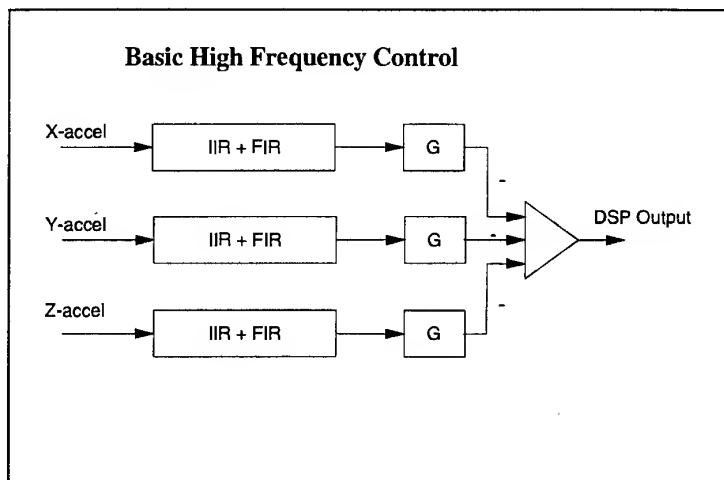 Basic High Frequency Control
X-accel
IIR + FIR
G
-
Y-accel
IIR + FIR
G
-
DSP Output
Z-accel
IIR + FIR
G
-